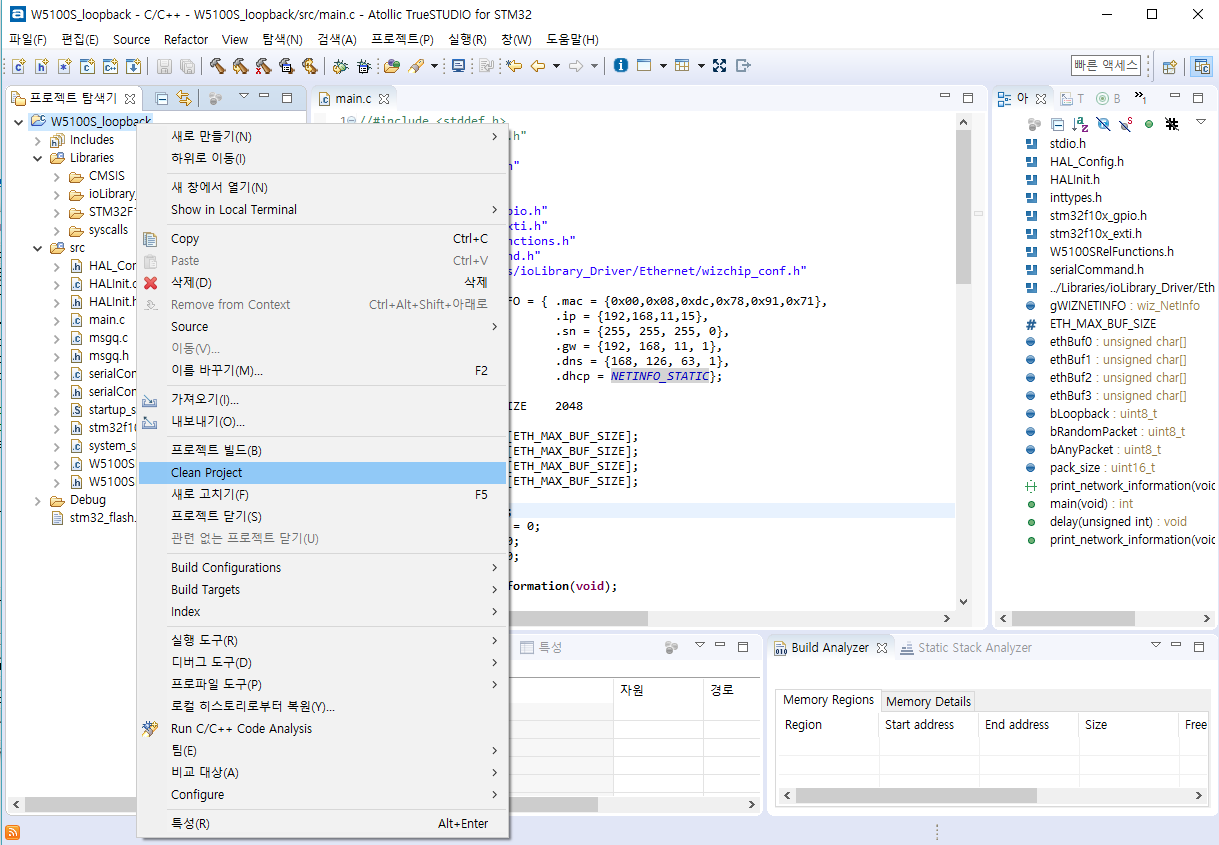 W5100S_loopback - C/C++ - W5100S_loopback/src/main.c - Atollic TrueSTUDIO for STM32
파일(F) 편집(E) Source Refactor View 탐색(N) 검색(A) 프로젝트(P) 실행(R) 창(W) 도움말(H)
빠른 액세스
프로젝트 탐색기
W5100S_loopback
Includes
Libraries
CMSIS
ioLibrary_
STM32F1
syscalls
src
HAL_Cor
HALInit.c
HALInit.h
main.c
msgq.c
msgq.h
serialCon
serialCon
startup_s
stm32f10
system_s
W5100S
W5100S
Debug
stm32_flash.
새로 만들기(N)
하위로 이동(I)
새 창에서 열기(N)
Show in Local Terminal
Copy Ctrl+C
Paste Ctrl+V
삭제(D) 삭제
Remove from Context Ctrl+Alt+Shift+아래로
Source
이동(V)...
이름 바꾸기(M)... F2
가져오기(I)...
내보내기(O)...
프로젝트 빌드(B)
Clean Project
새로 고치기(F) F5
프로젝트 닫기(S)
관련 없는 프로젝트 닫기(U)
Build Configurations
Build Targets
Index
실행 도구(R)
디버그 도구(D)
프로파일 도구(P)
로컬 히스토리로부터 복원(Y)...
Run C/C++ Code Analysis
팀(E)
비교 대상(A)
Configure
특성(R) Alt+Enter
main.c
1 //#include <stddef.h>
h"
h"
pio.h"
xti.h"
nctions.h"
nd.h"
s/ioLibrary_Driver/Ethernet/wizchip_conf.h"
FO = { .mac = {0x00,0x08,0xdc,0x78,0x91,0x71},
.ip = {192,168,11,15},
.sn = {255, 255, 255, 0},
.gw = {192, 168, 11, 1},
.dns = {168, 126, 63, 1},
.dhcp = NETINFO_STATIC};
IZE 2048
[ETH_MAX_BUF_SIZE];
[ETH_MAX_BUF_SIZE];
[ETH_MAX_BUF_SIZE];
[ETH_MAX_BUF_SIZE];
;
= 0;
0;
0;
formation(void);
아 T B »1
stdio.h
HAL_Config.h
HALInit.h
inttypes.h
stm32f10x_gpio.h
stm32f10x_exti.h
W5100SRelFunctions.h
serialCommand.h
../Libraries/ioLibrary_Driver/Eth
gWIZNETINFO : wiz_NetInfo
ETH_MAX_BUF_SIZE
ethBuf0 : unsigned char[]
ethBuf1 : unsigned char[]
ethBuf2 : unsigned char[]
ethBuf3 : unsigned char[]
bLoopback : uint8_t
bRandomPacket : uint8_t
bAnyPacket : uint8_t
pack_size : uint16_t
print_network_information(voic
main(void) : int
delay(unsigned int) : void
print_network_information(voic
특성
자원 경로
Build Analyzer Static Stack Analyzer
Memory Regions Memory Details
Region Start address End address Size Free